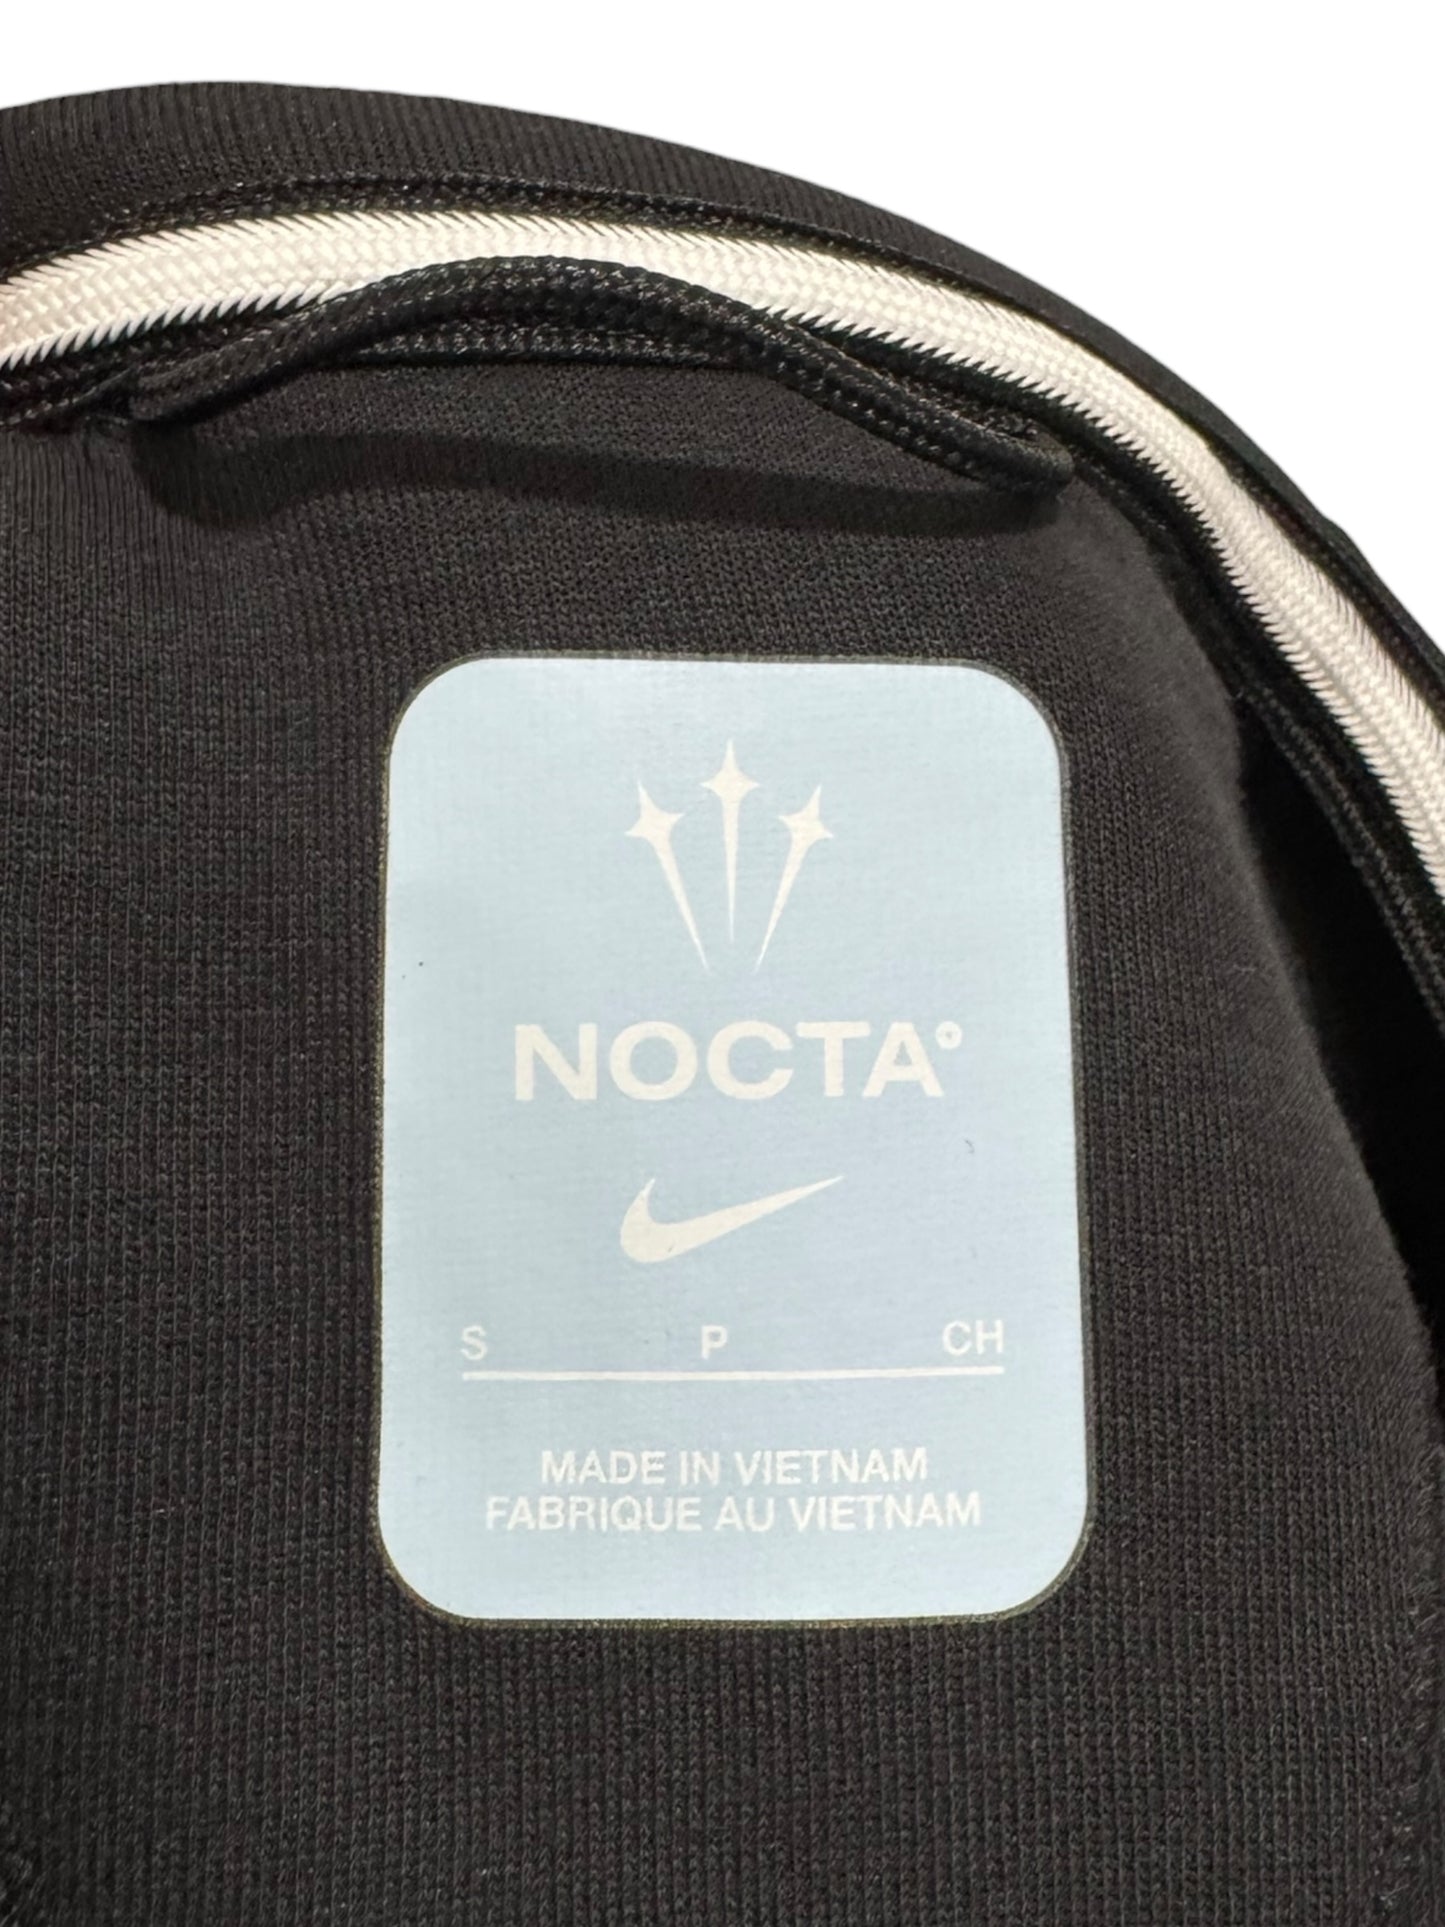 NOCTA®
S P CH
MADE IN VIETNAM
FABRIQUE AU VIETNAM